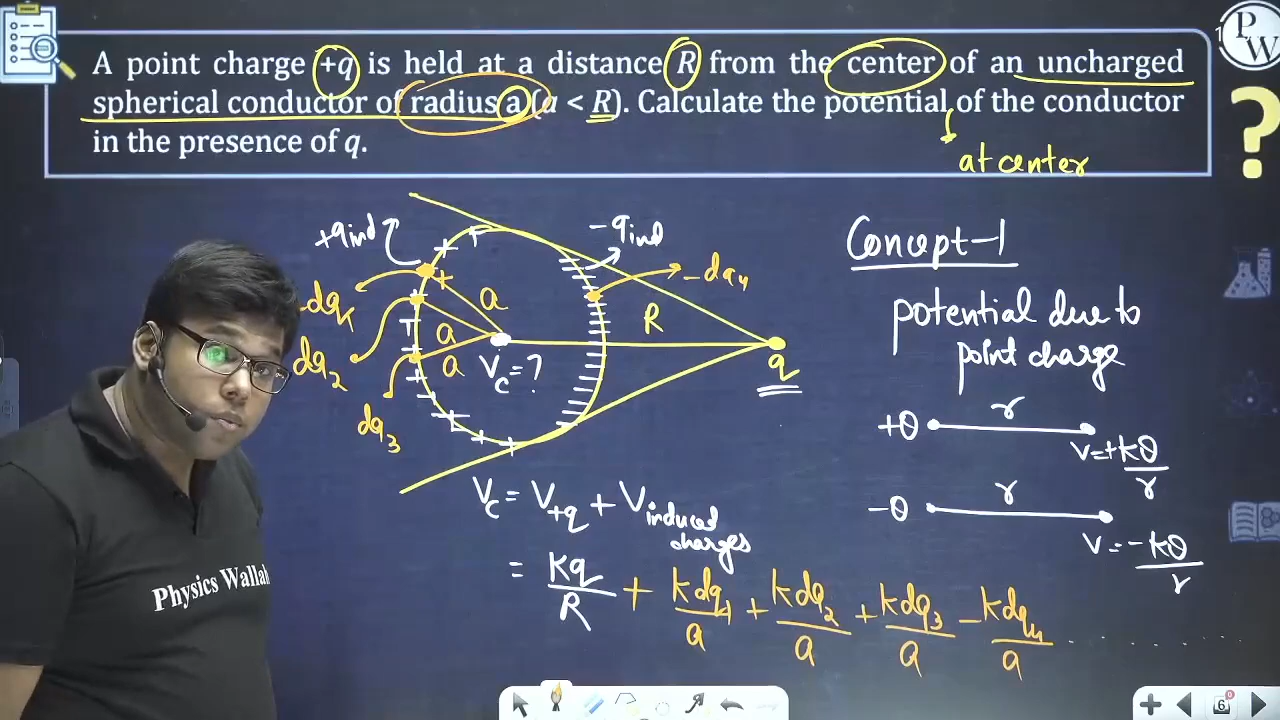 A point charge +q is held at a distance R from the center of an uncharged
spherical conductor of radius a (a < R). Calculate the potential of the conductor
in the presence of q.
at center
P
W
?
+qind
-qind
dq1
-dq4
a
R
a
dq2
a
Vc=?
q
dq3
Concept-1
potential due to
point charge
+Q r V=+kQ/r
-Q r V=-kQ/r
Vc = V+q + Vinduced charges
= Kq/R + kdq1/a + kdq2/a + kdq3/a - kdq4/a ........
Physics Wallah
6